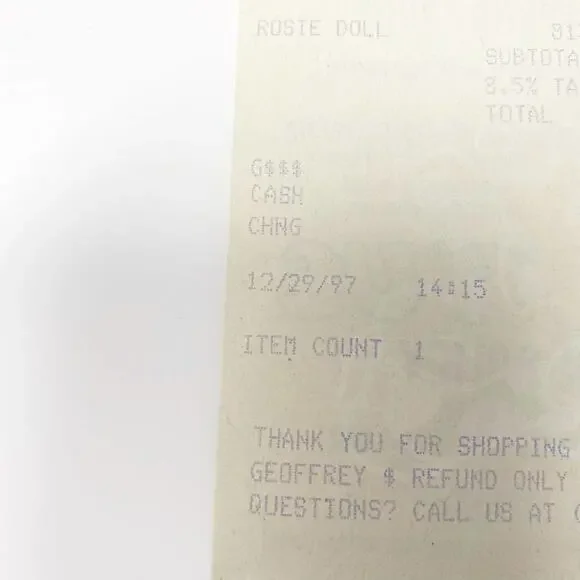 ROSIE DOLL
SUBTOTA
8.5% TA
TOTAL
G$$$
CASH
CHNG
12/29/97 14:15
ITEM COUNT 1
THANK YOU FOR SHOPPING
GEOFFREY $ REFUND ONLY
QUESTIONS? CALL US AT (